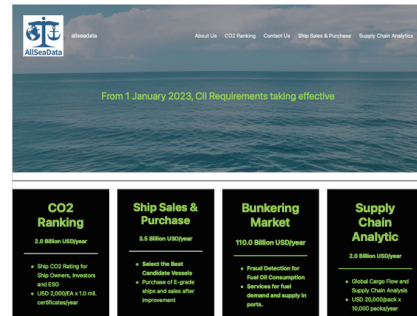 allseadata
About Us CO2 Ranking Contact Us Ship Sales & Purchase Supply Chain Analytics
AllSeaData
From 1 January 2023, CII Requirements taking effective
CO2
Ranking
2.0 Billion USD/year
Ship CO2 Rating for
Ship Owners, Investors
and ESG
USD 2,000/EA x 1.0 mil.
certificates/year
Ship Sales &
Purchase
3.5 Billion USD/year
Select the Best
Candidate Vessels
Purchase of E-grade
ships and sales after
improvement
Bunkering
Market
110.0 Billion USD/year
Fraud Detection for
Fuel Oil Consumption
Services for fuel
demand and supply in
ports.
Supply
Chain
Analytic
2.0 Billion USD/year
Global Cargo Flow and
Supply Chain Analysis
USD 20,000/pack x
10,000 packs/year